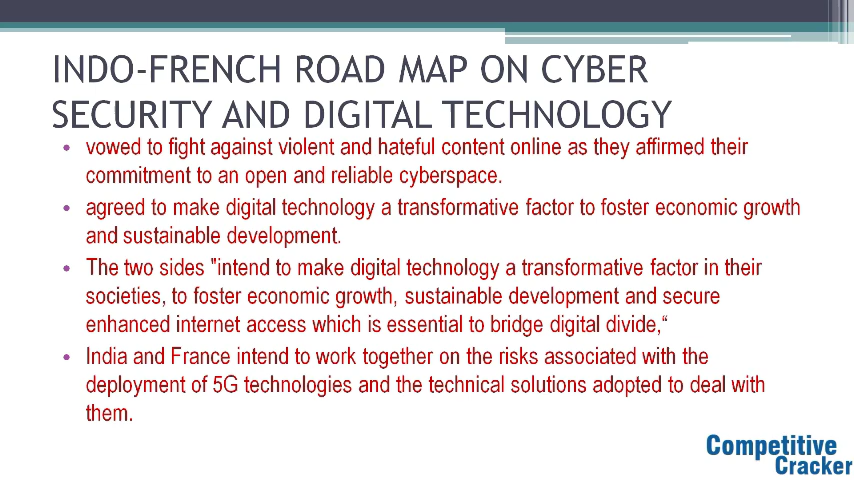 INDO-FRENCH ROAD MAP ON CYBER
SECURITY AND DIGITAL TECHNOLOGY
• vowed to fight against violent and hateful content online as they affirmed their
commitment to an open and reliable cyberspace.
• agreed to make digital technology a transformative factor to foster economic growth
and sustainable development.
• The two sides "intend to make digital technology a transformative factor in their
societies, to foster economic growth, sustainable development and secure
enhanced internet access which is essential to bridge digital divide,“
• India and France intend to work together on the risks associated with the
deployment of 5G technologies and the technical solutions adopted to deal with
them.
Competitive
Cracker